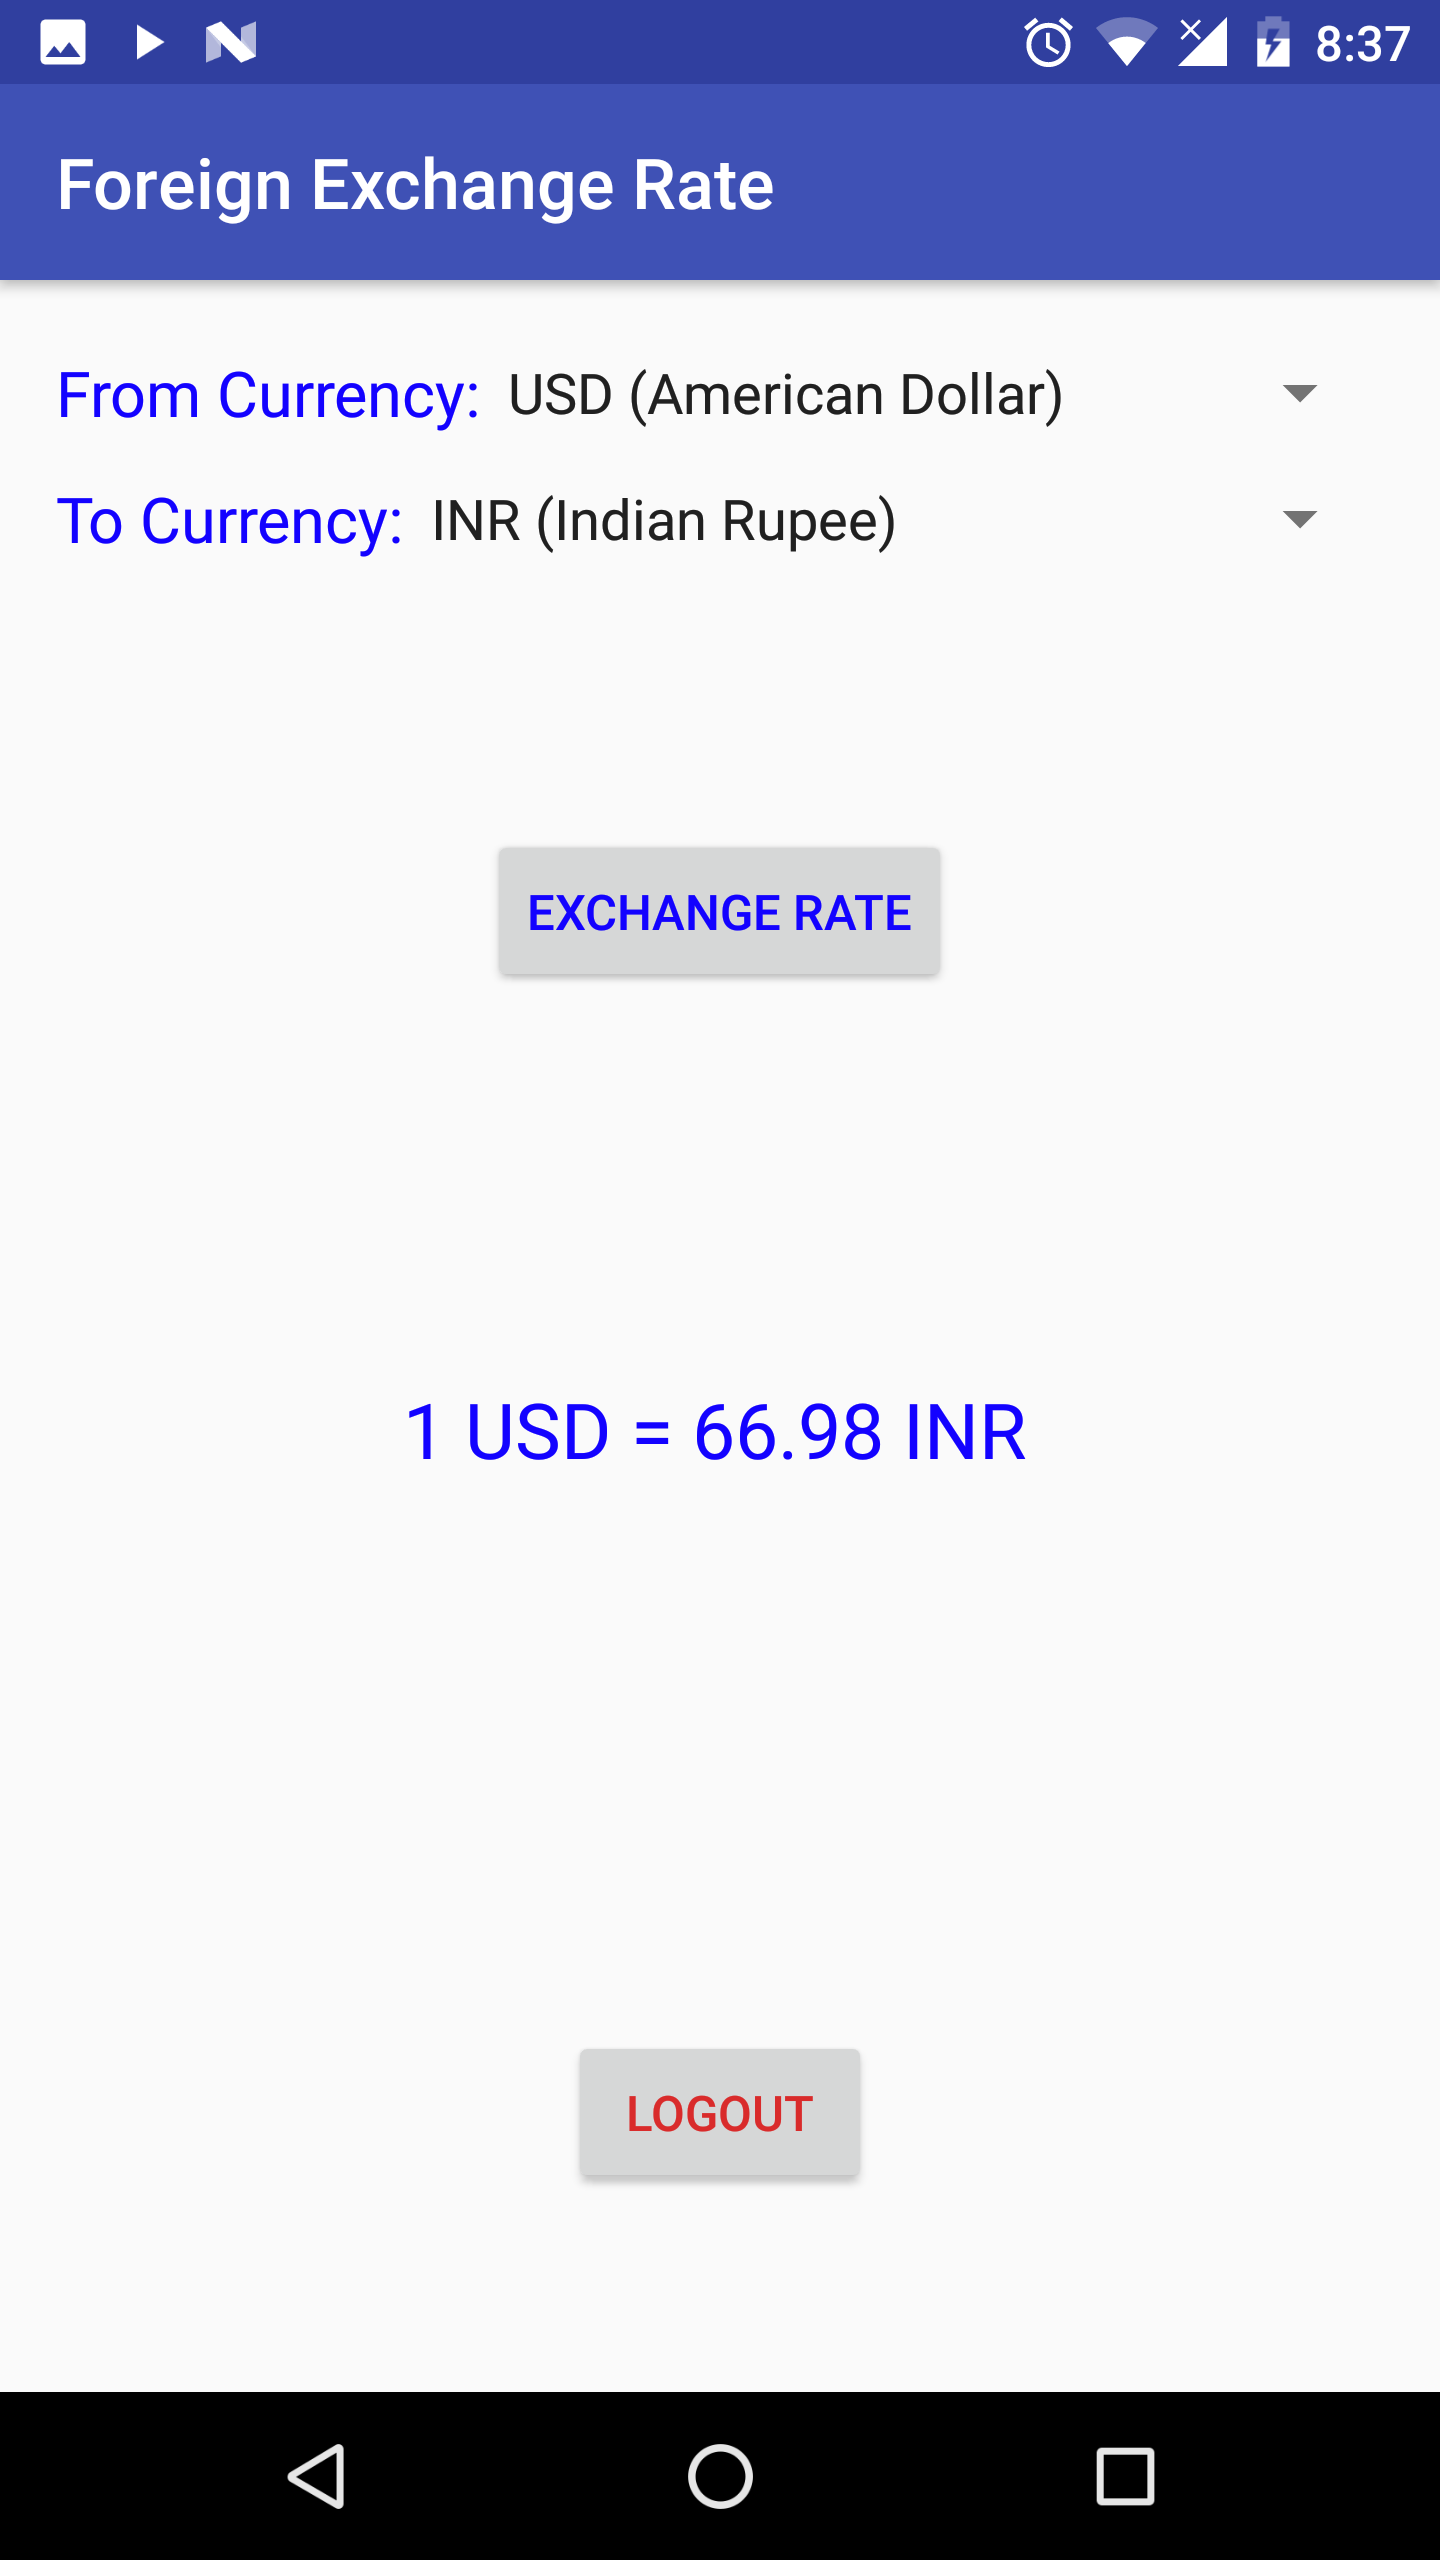 8:37
Foreign Exchange Rate
From Currency: USD (American Dollar)
To Currency: INR (Indian Rupee)
EXCHANGE RATE
1 USD = 66.98 INR
LOGOUT